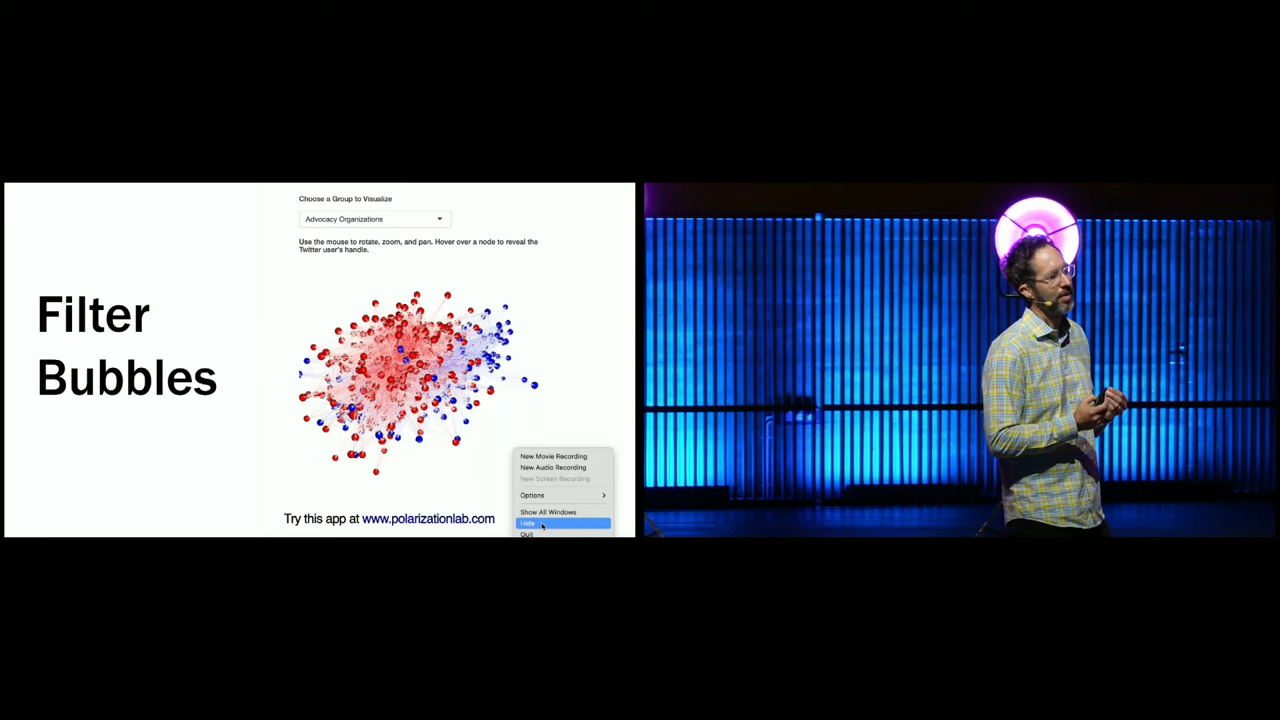 Choose a Group to Visualize
Advocacy Organizations
Use the mouse to rotate, zoom, and pan. Hover over a node to reveal the
Twitter user's handle.
Filter
Bubbles
New Movie Recording
New Audio Recording
New Screen Recording
Options
Show All Windows
Hide
Quit
Try this app at www.polarizationlab.com